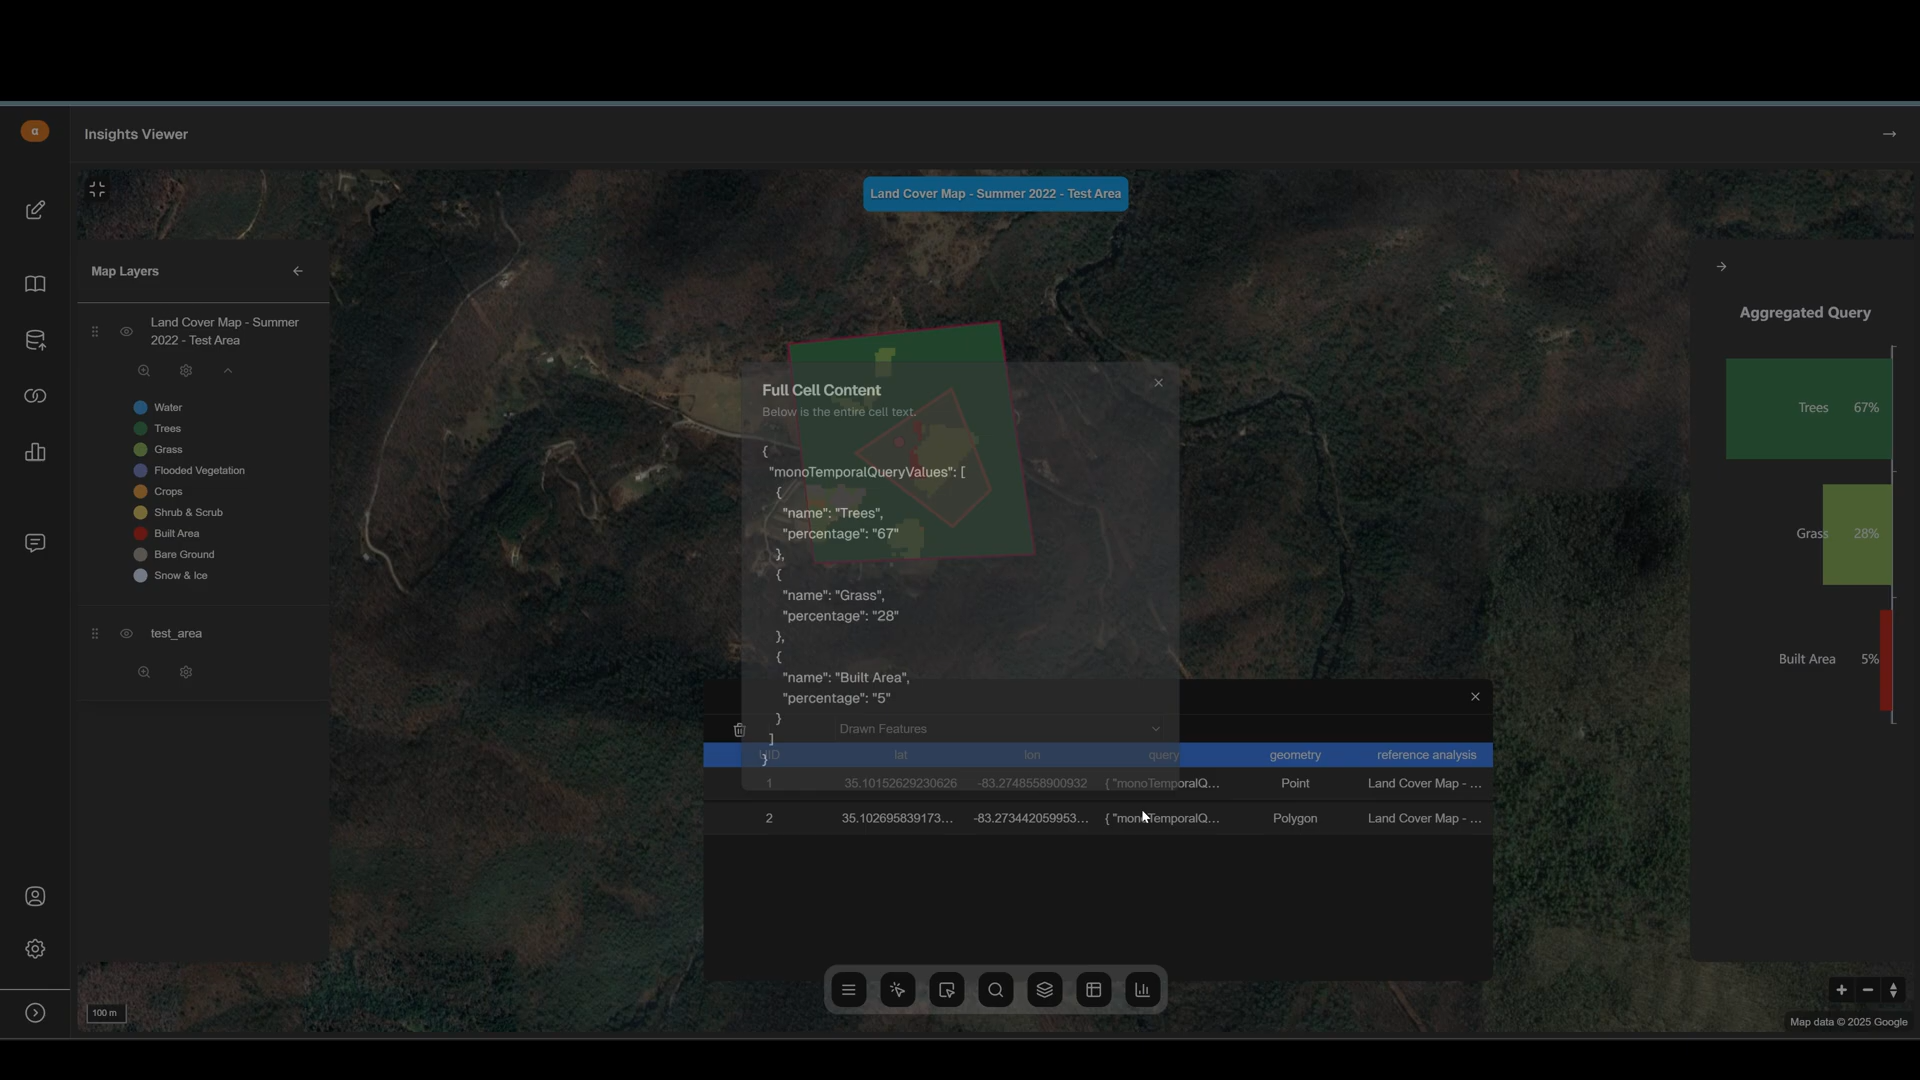 α
Insights Viewer
Land Cover Map - Summer 2022 - Test Area
Map Layers
Land Cover Map - Summer
2022 - Test Area
Water
Trees
Grass
Flooded Vegetation
Crops
Shrub & Scrub
Built Area
Bare Ground
Snow & Ice
test_area
Full Cell Content
Below is the entire cell text.
{
"monoTemporalQueryValues": [
{
"name": "Trees",
"percentage": "67"
},
{
"name": "Grass",
"percentage": "28"
},
{
"name": "Built Area",
"percentage": "5"
}
]
}
Drawn Features
UID lat lon query geometry reference analysis
1 35.10152629230626 -83.2748558900932 { "monoTemporalQ... Point Land Cover Map - ...
2 35.102695839173... -83.273442059953... { "monoTemporalQ... Polygon Land Cover Map - ...
Aggregated Query
Trees 67%
Grass 28%
Built Area 5%
100 m
Map data © 2025 Google